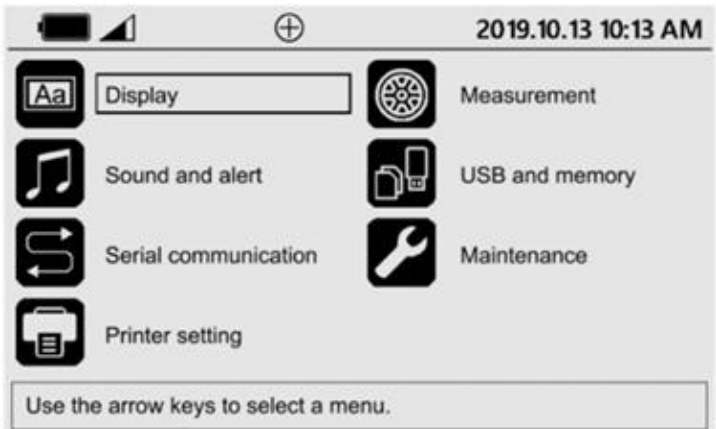 2019.10.13 10:13 AM
Aa Display
Measurement
Sound and alert
USB and memory
Serial communication
Maintenance
Printer setting
Use the arrow keys to select a menu.